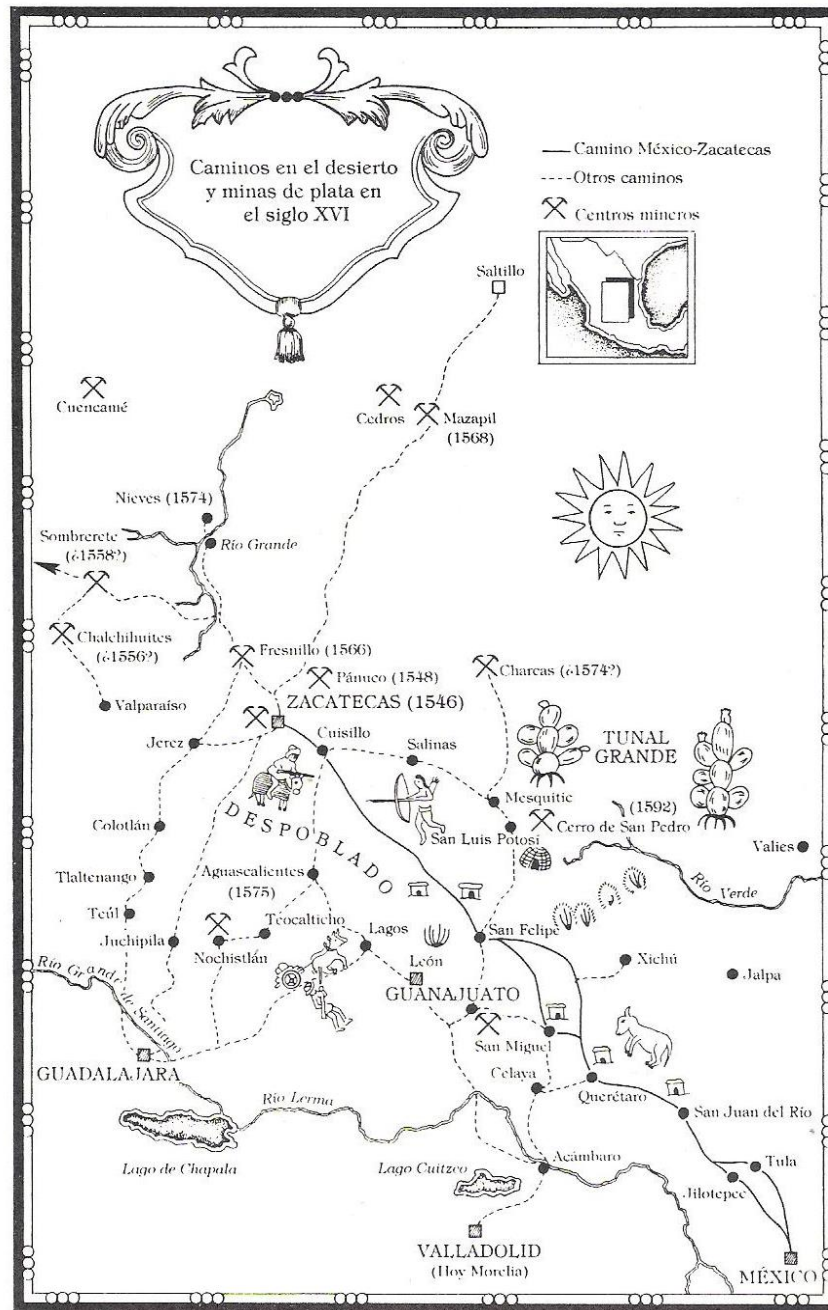 Caminos en el desierto
y minas de plata en
el siglo XVI
Camino México-Zacatecas
Otros caminos
Centros mineros
Saltillo
Cuencamé
Cedros
Mazapil
(1568)
Nieves (1574)
Sombrerete
(¿1558?)
Río Grande
Chalchihuites
(¿1556?)
Fresnillo (1566)
Pánuco (1548)
Charcas (¿1574?)
ZACATECAS (1546)
Valparaíso
Jerez
Cuisillo
Salinas
TUNAL
GRANDE
Mesquitic
(1592)
Cerro de San Pedro
San Luis Potosí
DESPOBLADO
Colotlán
Valles
Río Verde
Tlaltenango
Aguascalientes
(1575)
Teúl
Teocalticho
Juchipila
Nochistlán
Lagos
San Felipe
Xichú
León
Jalpa
GUANAJUATO
Río Grande de Santiago
San Miguel
GUADALAJARA
Celaya
Querétaro
Río Lerma
San Juan del Río
Lago de Chapala
Lago Cuitzeo
Acámbaro
Tula
Jilotepec
VALLADOLID
(Hoy Morelia)
MÉXICO